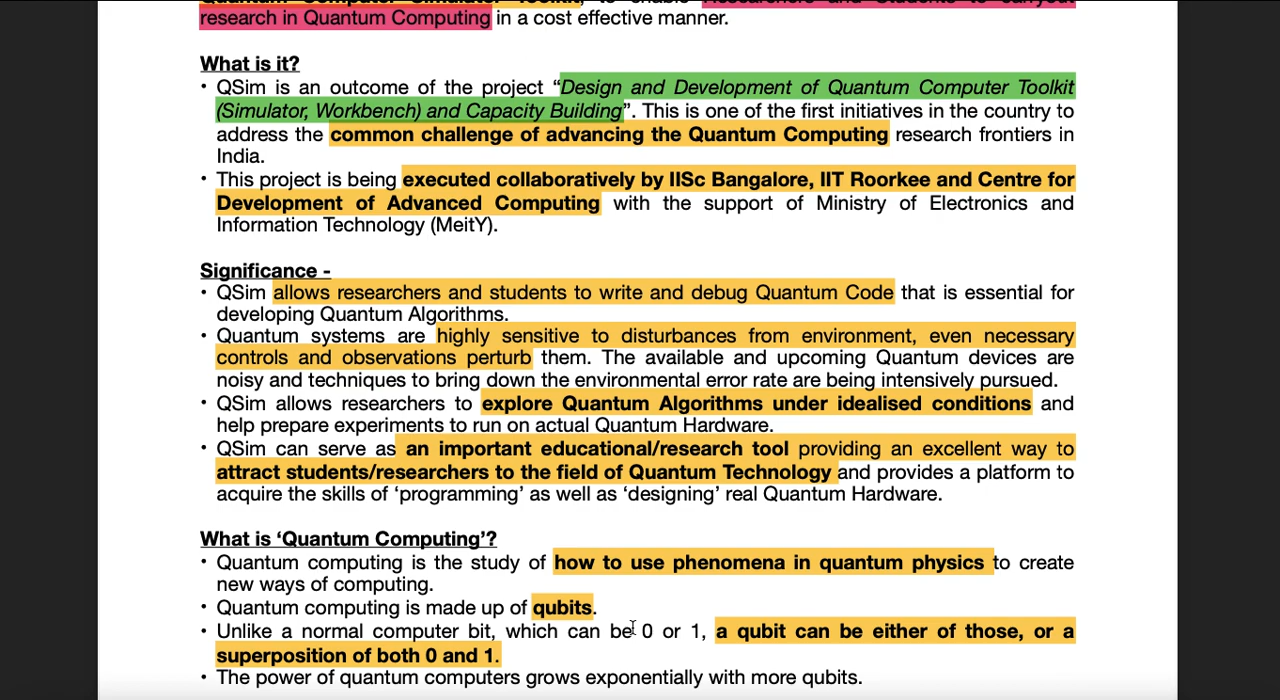 Quantum Computer Simulator Toolkit, to enable Researchers and Students to carryout
research in Quantum Computing in a cost effective manner.
What is it?
• QSim is an outcome of the project “Design and Development of Quantum Computer Toolkit
(Simulator, Workbench) and Capacity Building”. This is one of the first initiatives in the country to
address the common challenge of advancing the Quantum Computing research frontiers in
India.
• This project is being executed collaboratively by IISc Bangalore, IIT Roorkee and Centre for
Development of Advanced Computing with the support of Ministry of Electronics and
Information Technology (MeitY).
Significance -
• QSim allows researchers and students to write and debug Quantum Code that is essential for
developing Quantum Algorithms.
• Quantum systems are highly sensitive to disturbances from environment, even necessary
controls and observations perturb them. The available and upcoming Quantum devices are
noisy and techniques to bring down the environmental error rate are being intensively pursued.
• QSim allows researchers to explore Quantum Algorithms under idealised conditions and
help prepare experiments to run on actual Quantum Hardware.
• QSim can serve as an important educational/research tool providing an excellent way to
attract students/researchers to the field of Quantum Technology and provides a platform to
acquire the skills of ‘programming’ as well as ‘designing’ real Quantum Hardware.
What is ‘Quantum Computing’?
• Quantum computing is the study of how to use phenomena in quantum physics to create
new ways of computing.
• Quantum computing is made up of qubits.
• Unlike a normal computer bit, which can be 0 or 1, a qubit can be either of those, or a
superposition of both 0 and 1.
• The power of quantum computers grows exponentially with more qubits.